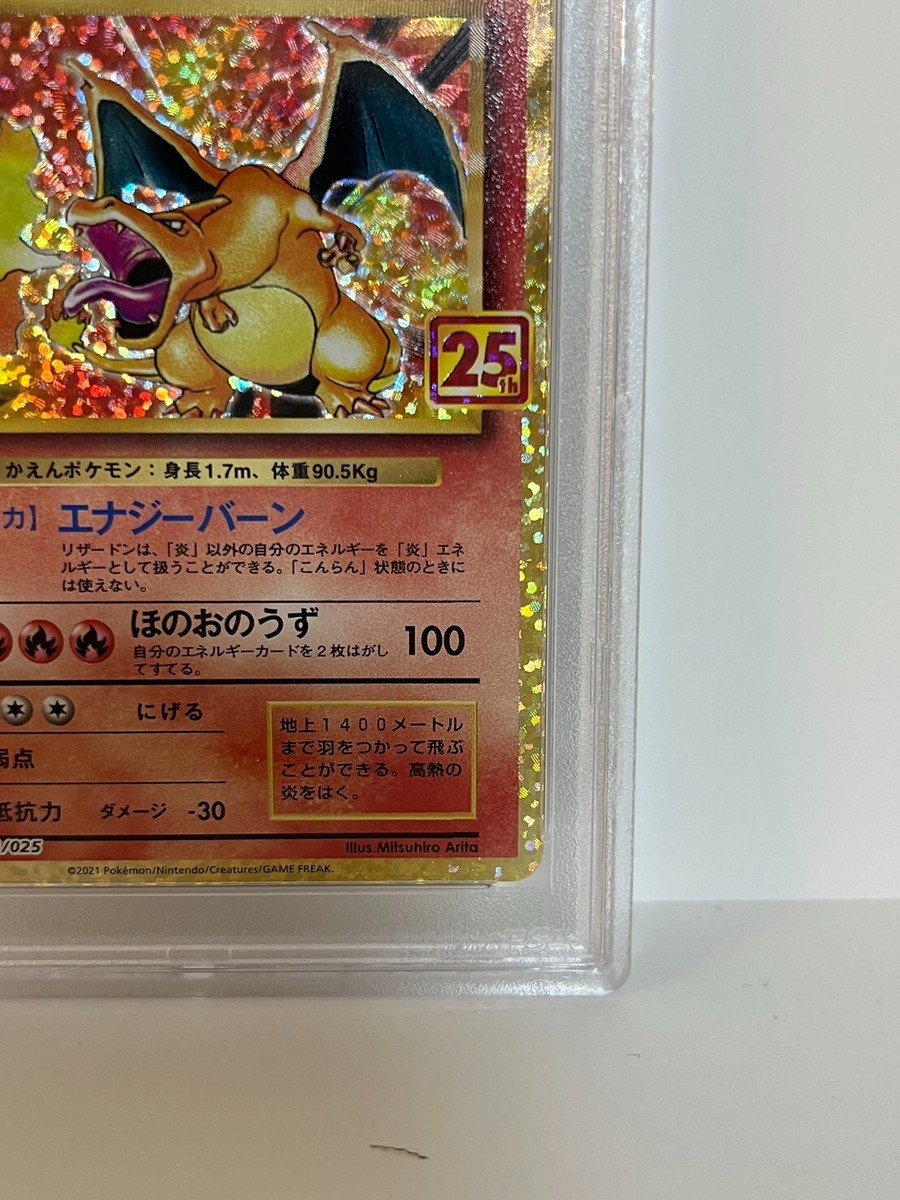 25th
かえんポケモン：身長1.7m、体重90.5Kg
カ】 エナジーバーン
リザードンは、「炎」以外の自分のエネルギーを「炎」エネ
ルギーとして扱うことができる。「こんらん」状態のときに
は使えない。
ほのおのうず 100
自分のエネルギーカードを２枚はがし
てすてる。
にげる
地上１４００メートル
まで羽をつかって飛ぶ
ことができる。高熱の
炎をはく。
弱点
抵抗力 ダメージ -30
/025
Illus.Mitsuhiro Arita
©2021 Pokémon/Nintendo/Creatures/GAME FREAK.
PSA